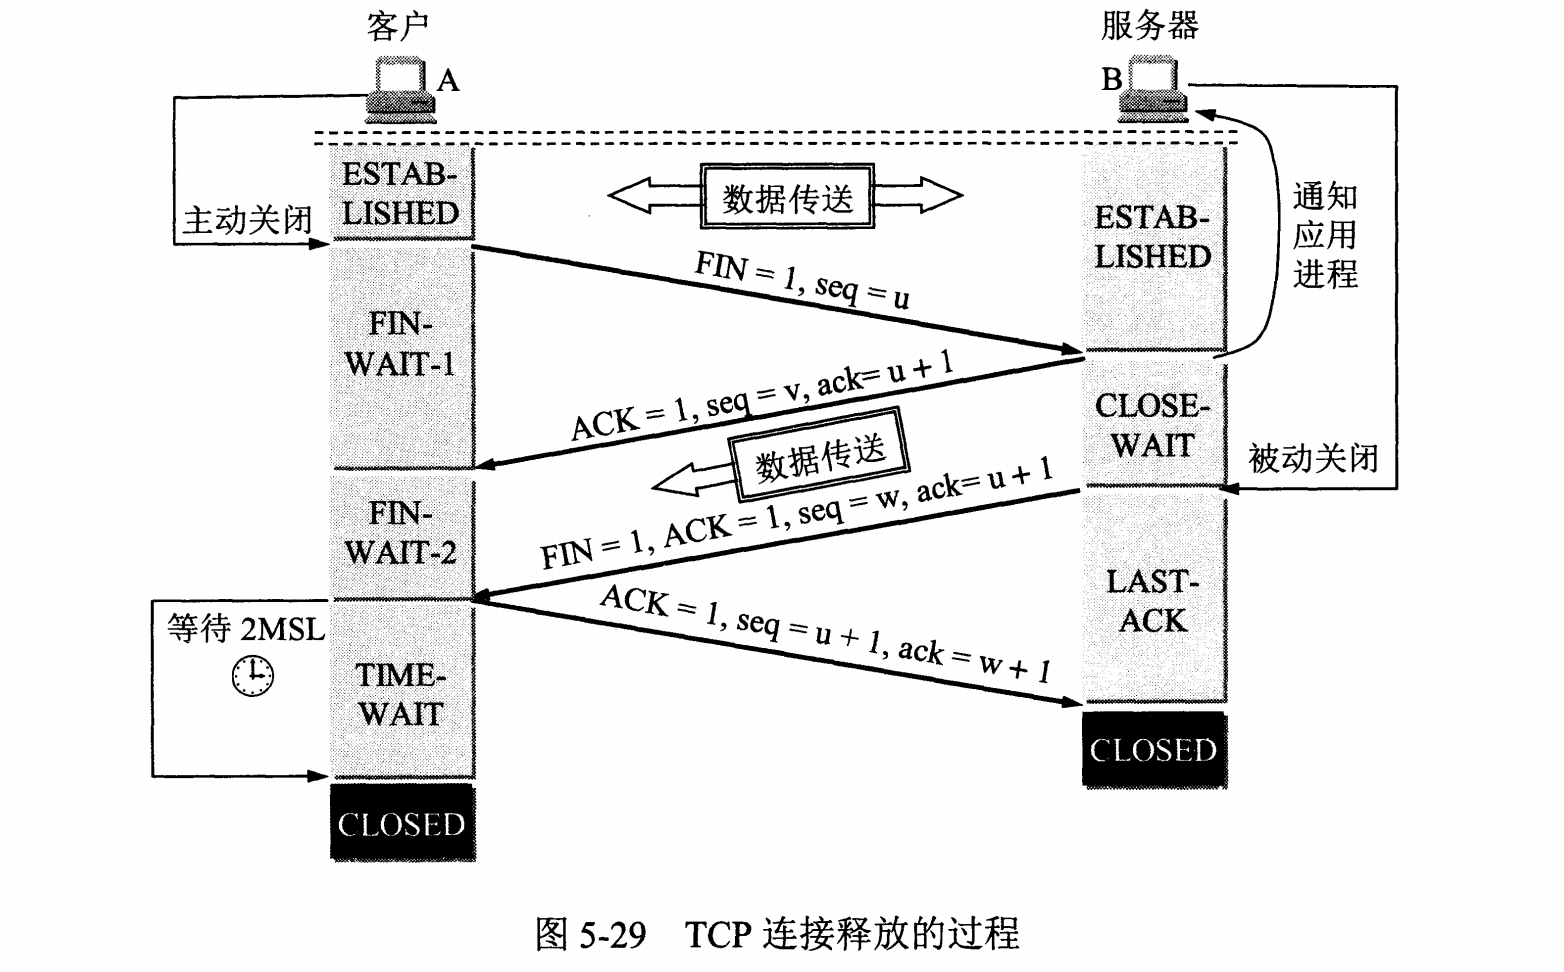 客户
服务器
A
B
ESTAB-
LISHED
数据传送
ESTAB-
LISHED
通知
应用
进程
主动关闭
FIN = 1, seq = u
FIN-
WAIT-1
ACK = 1, seq = v, ack= u + 1
CLOSE-
WAIT
数据传送
被动关闭
FIN-
WAIT-2
FIN = 1, ACK = 1, seq = w, ack= u + 1
LAST-
ACK
ACK = 1, seq = u + 1, ack = w + 1
等待 2MSL
TIME-
WAIT
CLOSED
CLOSED
图 5-29 TCP 连接释放的过程